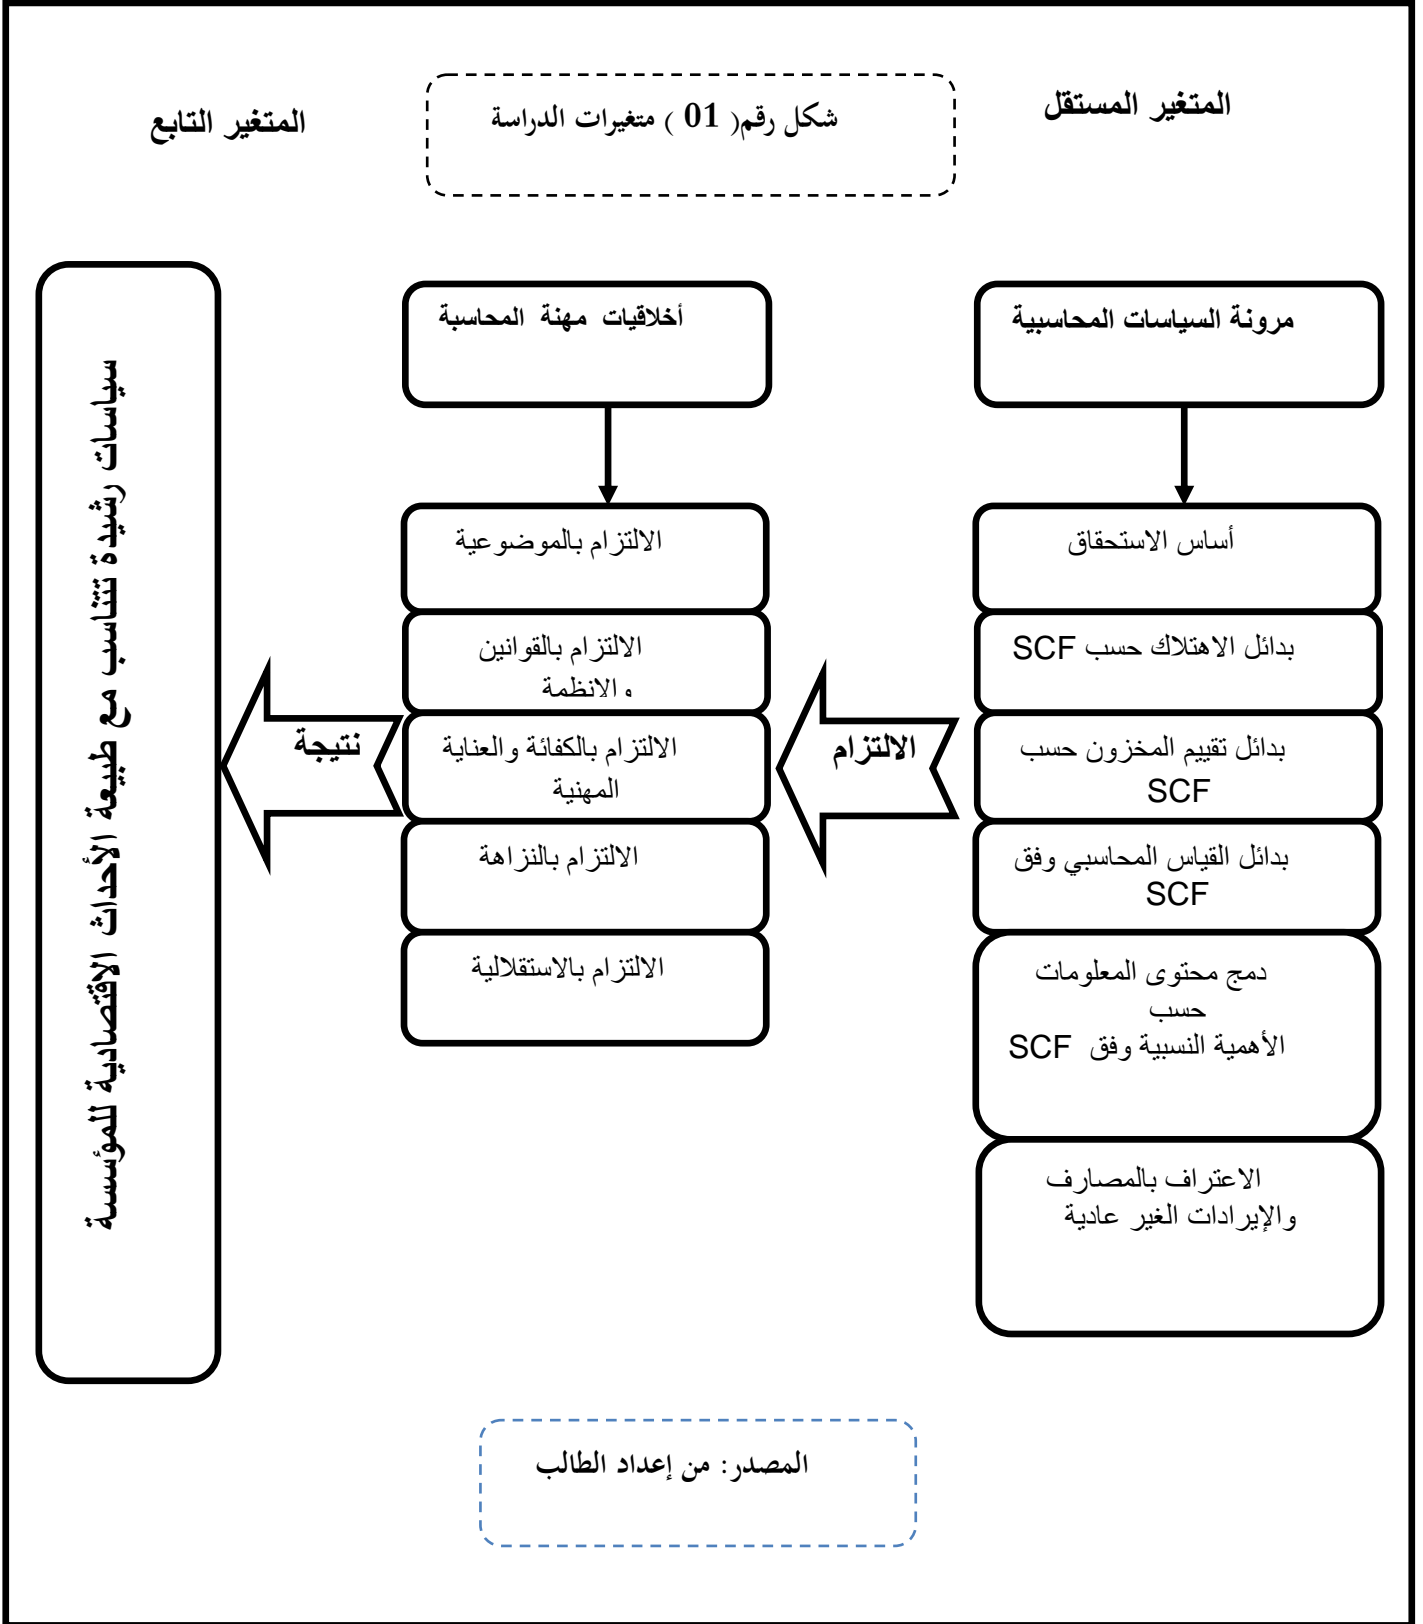 المتغير المستقل
شكل رقم( 01 ) متغيرات الدراسة
المتغير التابع
مرونة السياسات المحاسبية
أساس الاستحقاق
بدائل الاهتلاك حسب SCF
بدائل تقييم المخزون حسب
SCF
بدائل القياس المحاسبي وفق
SCF
دمج محتوى المعلومات
حسب
الأهمية النسبية وفق SCF
الاعتراف بالمصارف
والإيرادات الغير عادية
الالتزام
أخلاقيات مهنة المحاسبة
الالتزام بالموضوعية
الالتزام بالقوانين
والانظمة
الالتزام بالكفائة والعناية
المهنية
الالتزام بالنزاهة
الالتزام بالاستقلالية
نتيجة
سياسات رشيدة تتناسب مع طبيعة الأحداث الاقتصادية للمؤسسة
المصدر: من إعداد الطالب